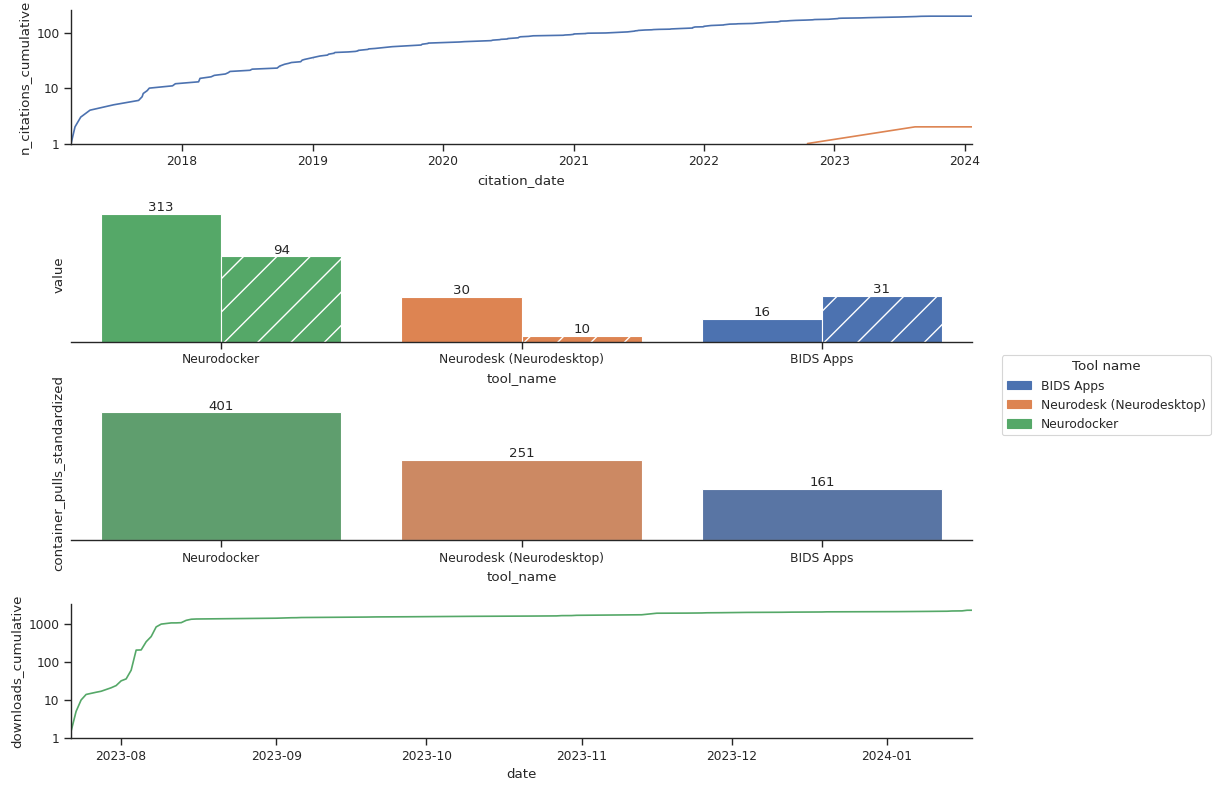 n_citations_cumulative
100
10
1
2018 2019 2020 2021 2022 2023 2024
citation_date
value
313
94
30
10
16
31
Neurodocker Neurodesk (Neurodesktop) BIDS Apps
tool_name
Tool name
BIDS Apps
Neurodesk (Neurodesktop)
Neurodocker
container_pulls_standardized
401
251
161
Neurodocker Neurodesk (Neurodesktop) BIDS Apps
tool_name
downloads_cumulative
1000
100
10
1
2023-08 2023-09 2023-10 2023-11 2023-12 2024-01
date